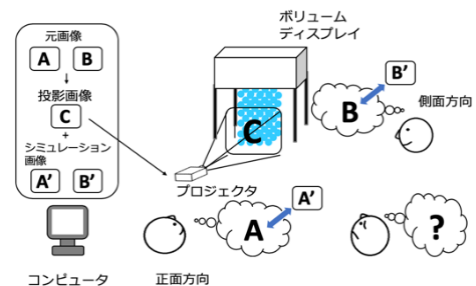 元画像
A B
投影画像
C
+
シミュレーション
画像
A' B'
コンピュータ
ボリューム
ディスプレイ
C
プロジェクタ
B'
B
側面方向
A'
A
正面方向
?